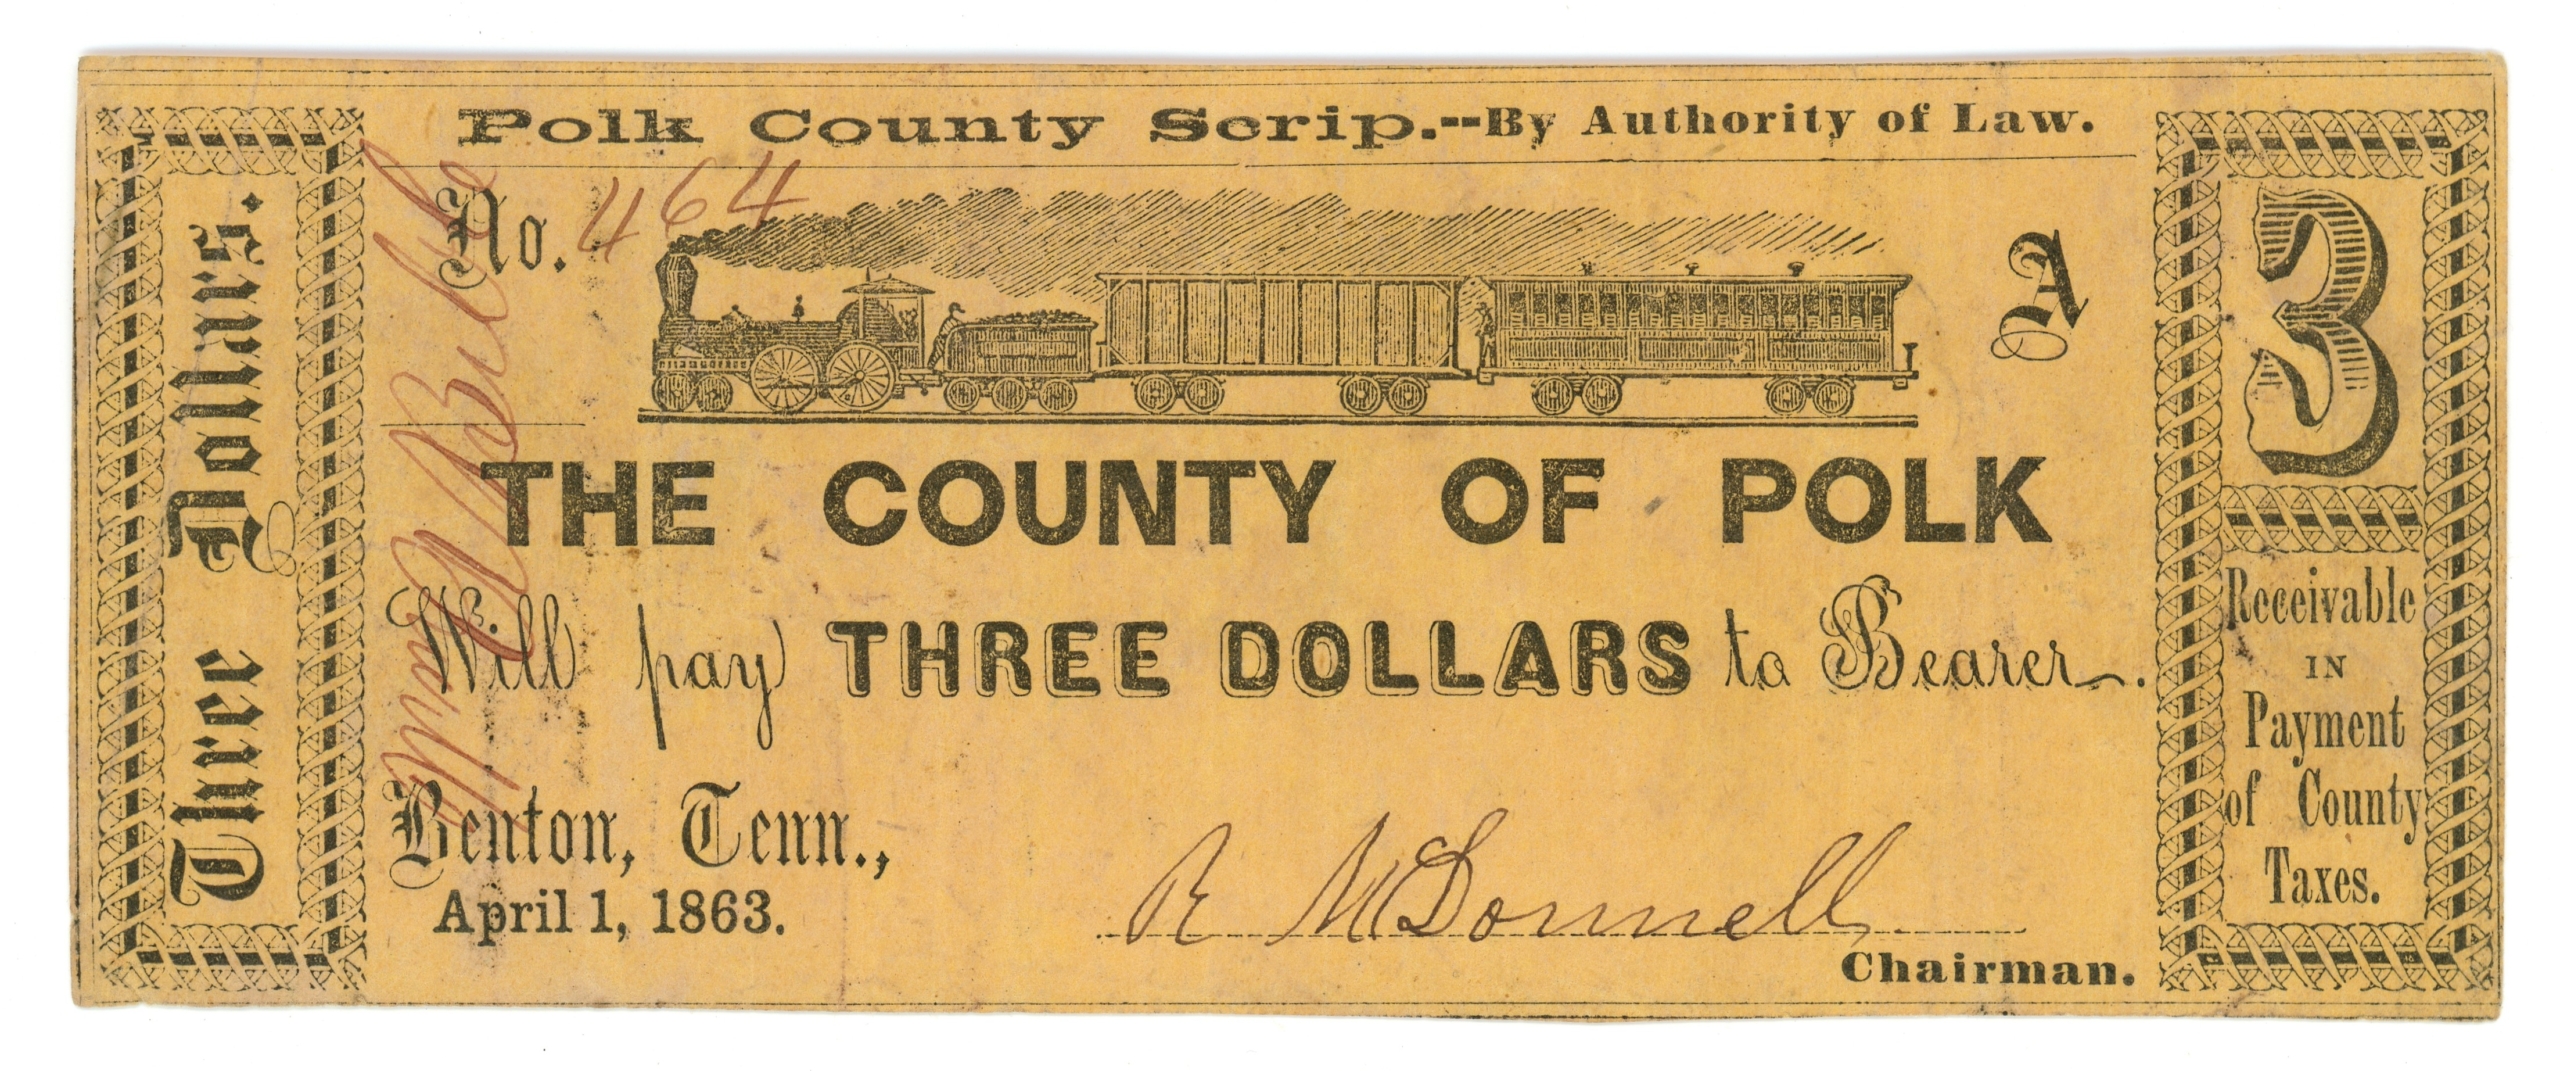 Polk County Scrip.--By Authority of Law.
No. 464
A
THE COUNTY OF POLK
Will pay THREE DOLLARS to Bearer.
Benton, Tenn.,
April 1, 1863.
R McDonnell
Chairman.
Three Dollars.
3
Receivable
IN
Payment
of County
Taxes.